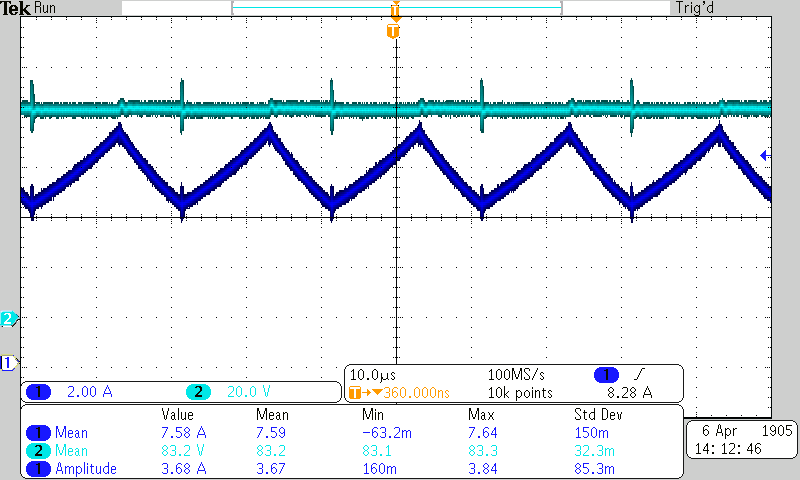 Tek Run Trig'd
T
T
2
1
1 2.00 A 2 20.0 V
10.0µs 100MS/s 1
T→▼360.000ns 10k points 8.28 A
Value Mean Min Max Std Dev
1 Mean 7.58 A 7.59 -63.2m 7.64 150m
2 Mean 83.2 V 83.2 83.1 83.3 32.3m
1 Amplitude 3.68 A 3.67 160m 3.84 85.3m
6 Apr 1905
14:12:46